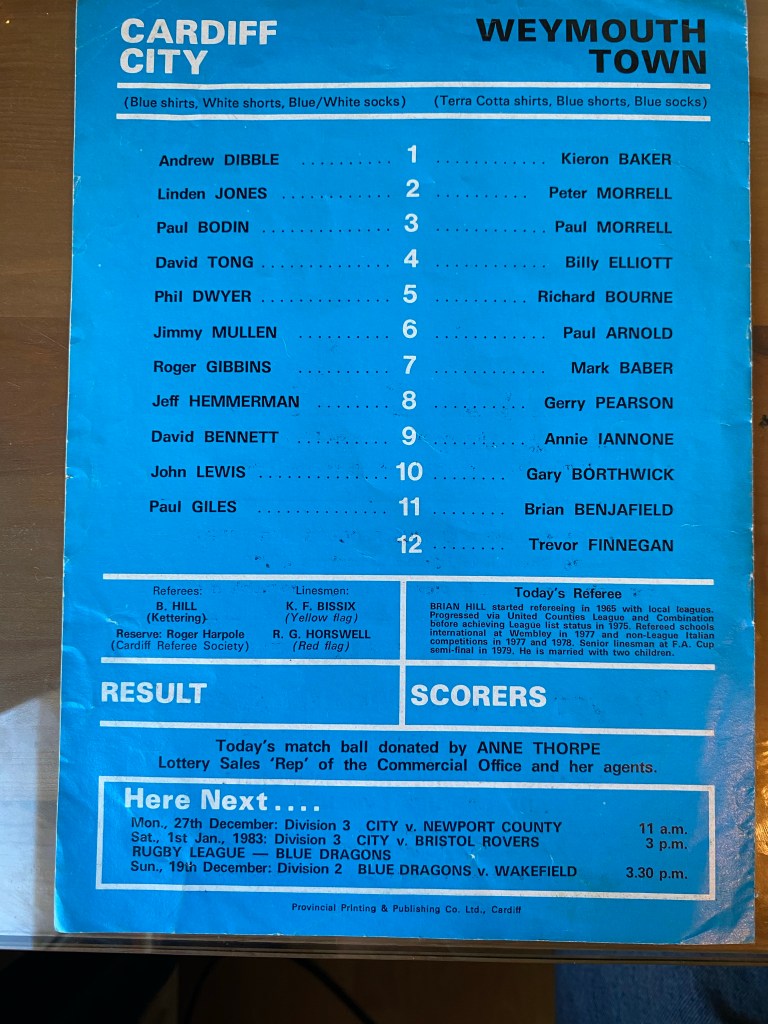 CARDIFF CITY
WEYMOUTH TOWN
(Blue shirts, White shorts, Blue/White socks) (Terra Cotta shirts, Blue shorts, Blue socks)
Andrew DIBBLE .......... 1 ............ Kieron BAKER
Linden JONES .......... 2 .......... Peter MORRELL
Paul BODIN ............ 3 ............ Paul MORRELL
David TONG ............ 4 ............ Billy ELLIOTT
Phil DWYER ............ 5 .......... Richard BOURNE
Jimmy MULLEN .......... 6 ............ Paul ARNOLD
Roger GIBBINS .......... 7 ............ Mark BABER
Jeff HEMMERMAN ........ 8 .......... Gerry PEARSON
David BENNETT .......... 9 .......... Annie IANNONE
John LEWIS ............ 10 ........ Gary BORTHWICK
Paul GILES ............ 11 ........ Brian BENJAFIELD
12 ........ Trevor FINNEGAN
Referees:
B. HILL
(Kettering)
Reserve: Roger Harpole
(Cardiff Referee Society)
Linesmen:
K. F. BISSIX
(Yellow flag)
R. G. HORSWELL
(Red flag)
Today's Referee
BRIAN HILL started refereeing in 1965 with local leagues.
Progressed via United Counties League and Combination
before achieving League list status in 1975. Refereed schools
international at Wembley in 1977 and non-League Italian
competitions in 1977 and 1978. Senior linesman at F.A. Cup
semi-final in 1979. He is married with two children.
RESULT
SCORERS
Today's match ball donated by ANNE THORPE
Lottery Sales 'Rep' of the Commercial Office and her agents.
Here Next....
Mon., 27th December: Division 3 CITY v. NEWPORT COUNTY 11 a.m.
Sat., 1st Jan., 1983: Division 3 CITY v. BRISTOL ROVERS 3 p.m.
RUGBY LEAGUE — BLUE DRAGONS
Sun., 19th December: Division 2 BLUE DRAGONS v. WAKEFIELD 3.30 p.m.
Provincial Printing & Publishing Co. Ltd., Cardiff